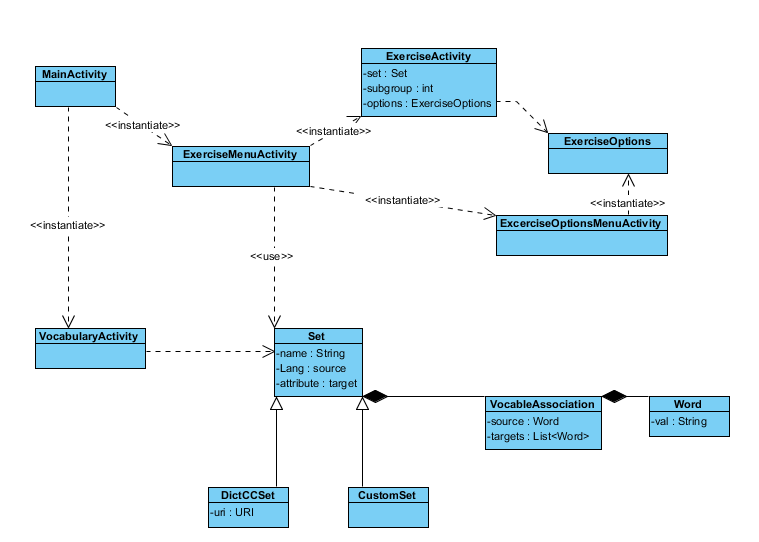 ExerciseActivity
-set : Set
-subgroup : int
-options : ExerciseOptions
MainActivity
<<instantiate>>
<<instantiate>>
ExerciseOptions
ExerciseMenuActivity
<<instantiate>>
<<instantiate>>
ExcerciseOptionsMenuActivity
<<instantiate>>
<<use>>
VocabularyActivity
Set
-name : String
-Lang : source
-attribute : target
VocableAssociation
-source : Word
-targets : List<Word>
Word
-val : String
DictCCSet
-uri : URI
CustomSet